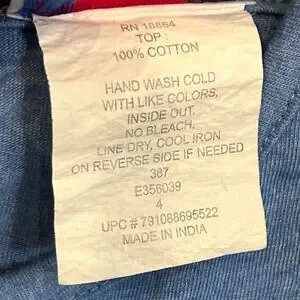 RN 18864
TOP :
100% COTTON
HAND WASH COLD
WITH LIKE COLORS,
INSIDE OUT.
NO BLEACH,
LINE DRY, COOL IRON
ON REVERSE SIDE IF NEEDED
387
E356039
4
UPC # 791088695522
MADE IN INDIA